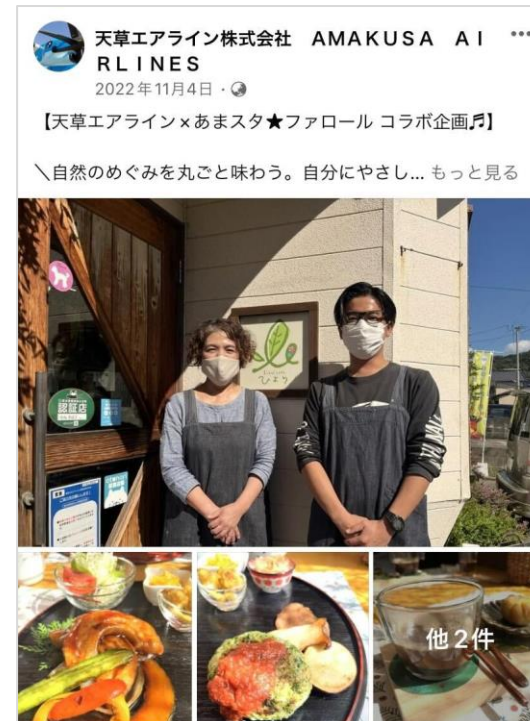 天草エアライン株式会社　AMAKUSA　AI
RLINES
2022年11月4日
【天草エアライン×あまスタ★ファロール コラボ企画♬】
＼自然のめぐみを丸ごと味わう。自分にやさし... もっと見る
ひより
認証店
他2件